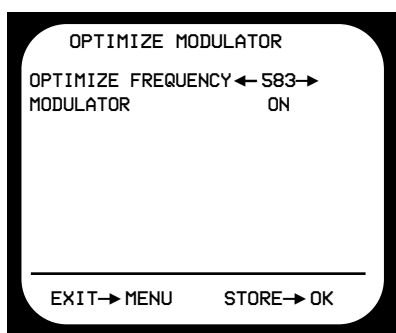 OPTIMIZE MODULATOR
OPTIMIZE FREQUENCY ← 583 →
MODULATOR ON
EXIT → MENU STORE → OK